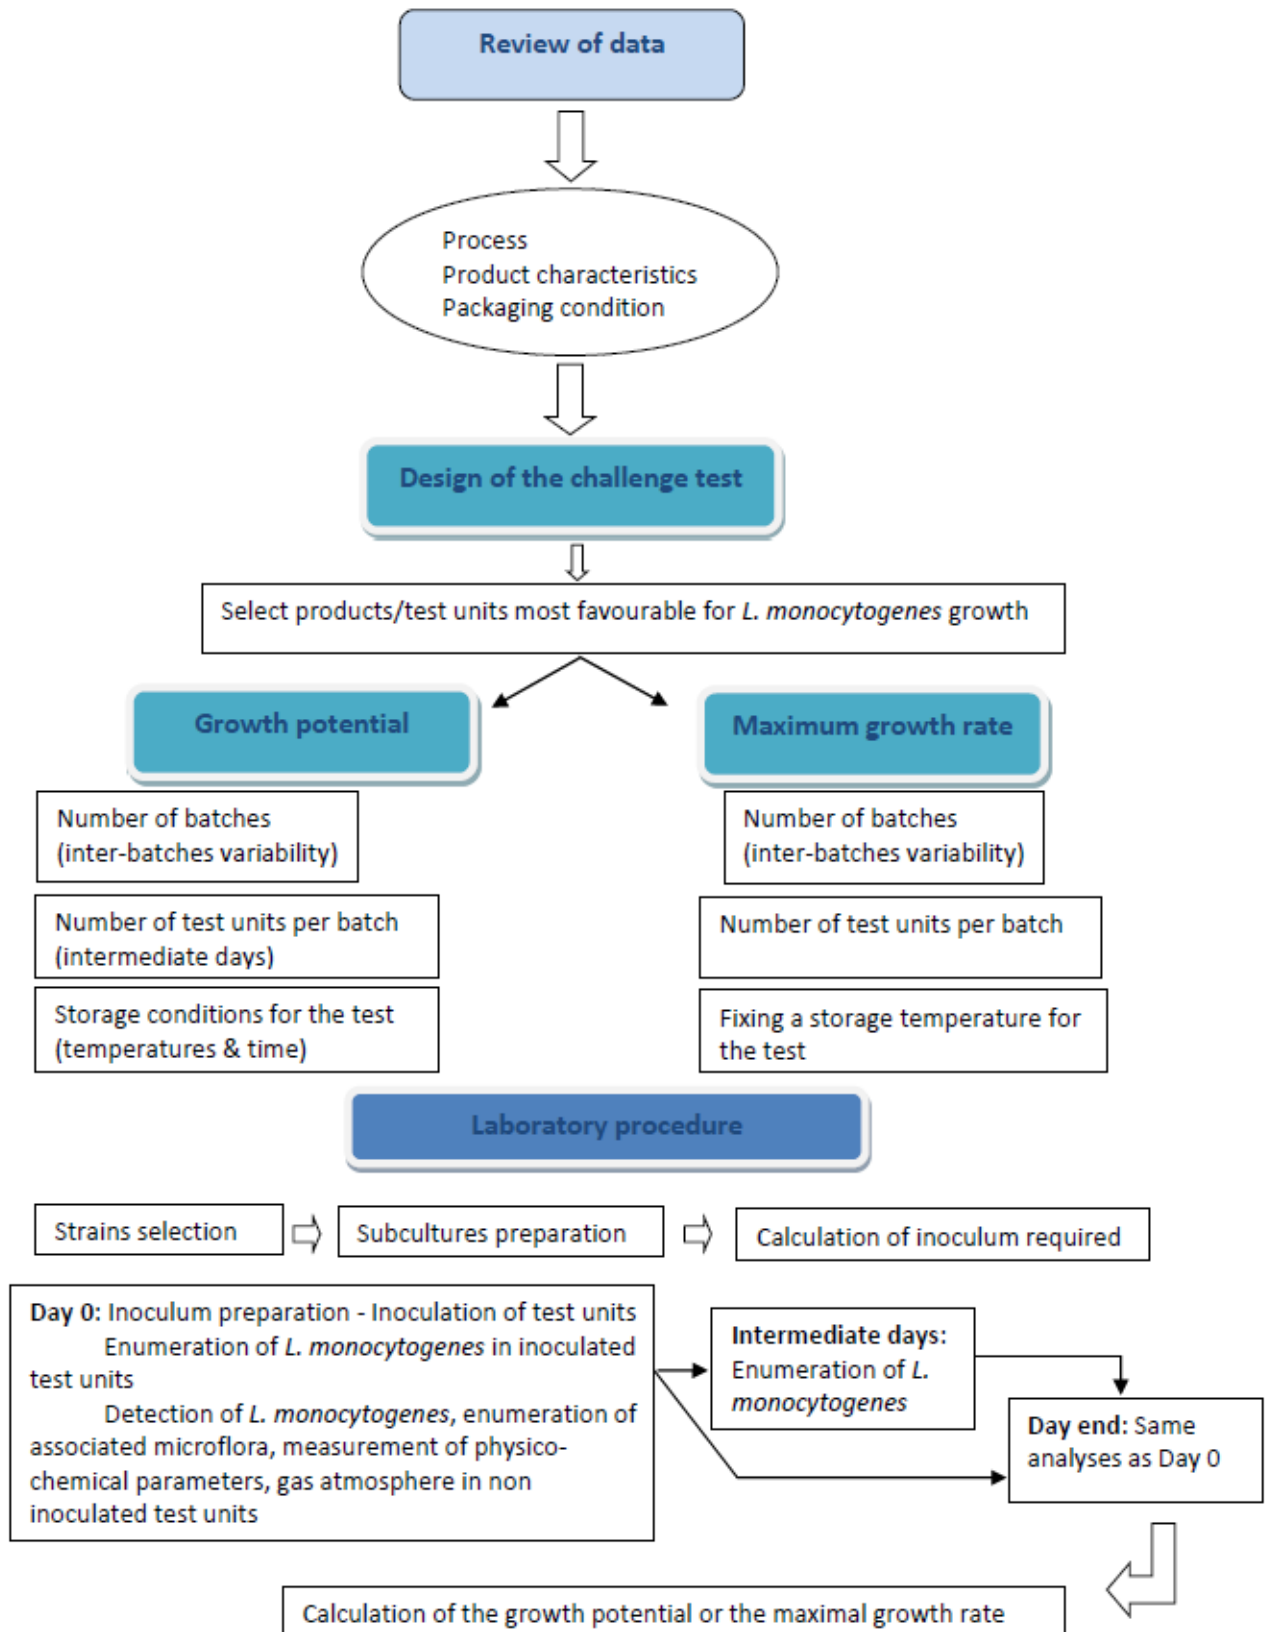 Review of data
Process
Product characteristics
Packaging condition
Design of the challenge test
Select products/test units most favourable for L. monocytogenes growth
Growth potential
Maximum growth rate
Number of batches
(inter-batches variability)
Number of batches
(inter-batches variability)
Number of test units per batch
(intermediate days)
Number of test units per batch
Storage conditions for the test
(temperatures & time)
Fixing a storage temperature for
the test
Laboratory procedure
Strains selection
Subcultures preparation
Calculation of inoculum required
Day 0: Inoculum preparation - Inoculation of test units
Enumeration of L. monocytogenes in inoculated
test units
Detection of L. monocytogenes, enumeration of
associated microflora, measurement of physico-
chemical parameters, gas atmosphere in non
inoculated test units
Intermediate days:
Enumeration of L.
monocytogenes
Day end: Same
analyses as Day 0
Calculation of the growth potential or the maximal growth rate